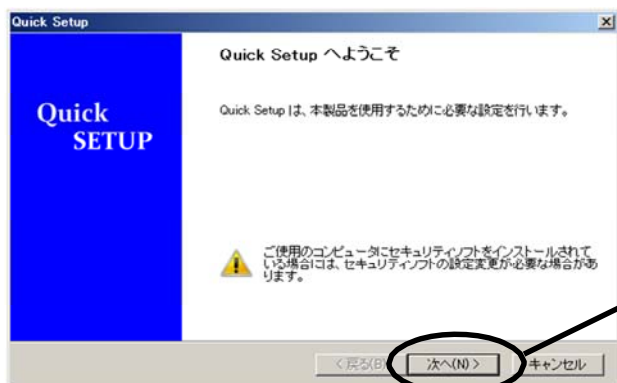 Quick Setup
Quick Setup へようこそ
Quick
SETUP
Quick Setup は、本製品を使用するために必要な設定を行います。
ご使用のコンピュータにセキュリティソフトをインストールされて
いる場合には、セキュリティソフトの設定変更が必要な場合があ
ります。
< 戻る(B) 次へ(N) > キャンセル